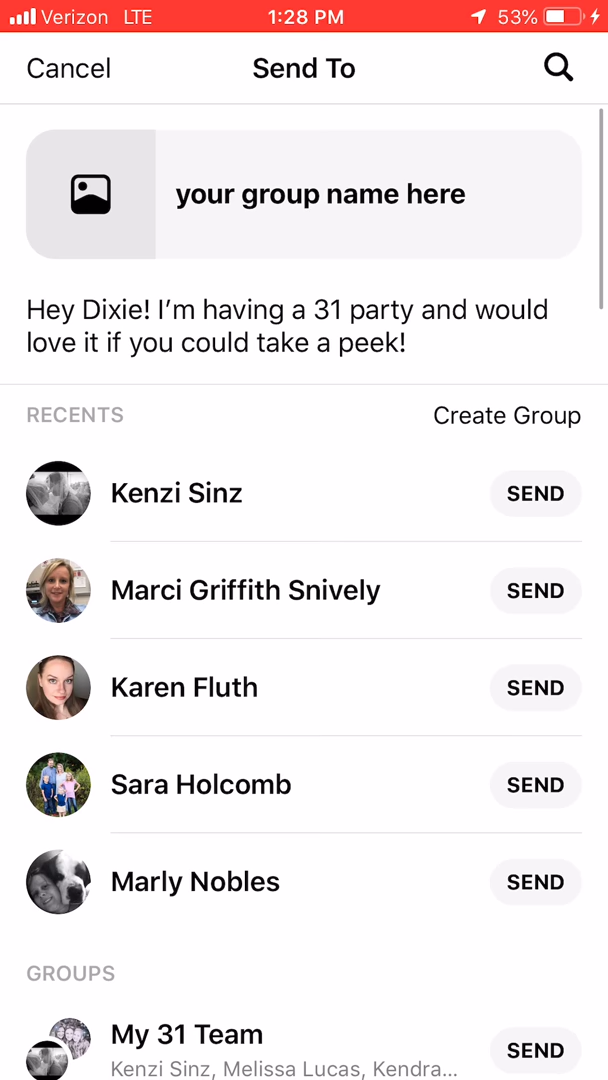 Verizon LTE 1:28 PM 53%
Cancel Send To
your group name here
Hey Dixie! I’m having a 31 party and would
love it if you could take a peek!
RECENTS Create Group
Kenzi Sinz SEND
Marci Griffith Snively SEND
Karen Fluth SEND
Sara Holcomb SEND
Marly Nobles SEND
GROUPS
My 31 Team SEND
Kenzi Sinz, Melissa Lucas, Kendra...